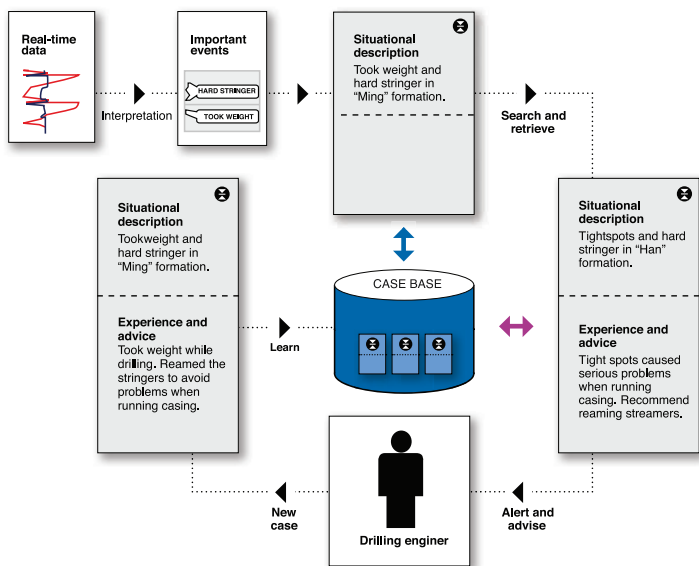 Real-time
data
Interpretation
Important
events
HARD STRINGER
TOOK WEIGHT
Situational
description
Took weight and
hard stringer in
“Ming” formation.
Search and
retrieve
Situational
description
Tightspots and hard
stringer in “Han”
formation.
Experience and
advice
Tight spots caused
serious problems
when running
casing. Recommend
reaming streamers.
Alert and
advise
Drilling enginer
New
case
Situational
description
Tookweight and
hard stringer in
“Ming” formation.
Experience and
advice
Took weight while
drilling. Reamed the
stringers to avoid
problems when
running casing.
Learn
CASE BASE